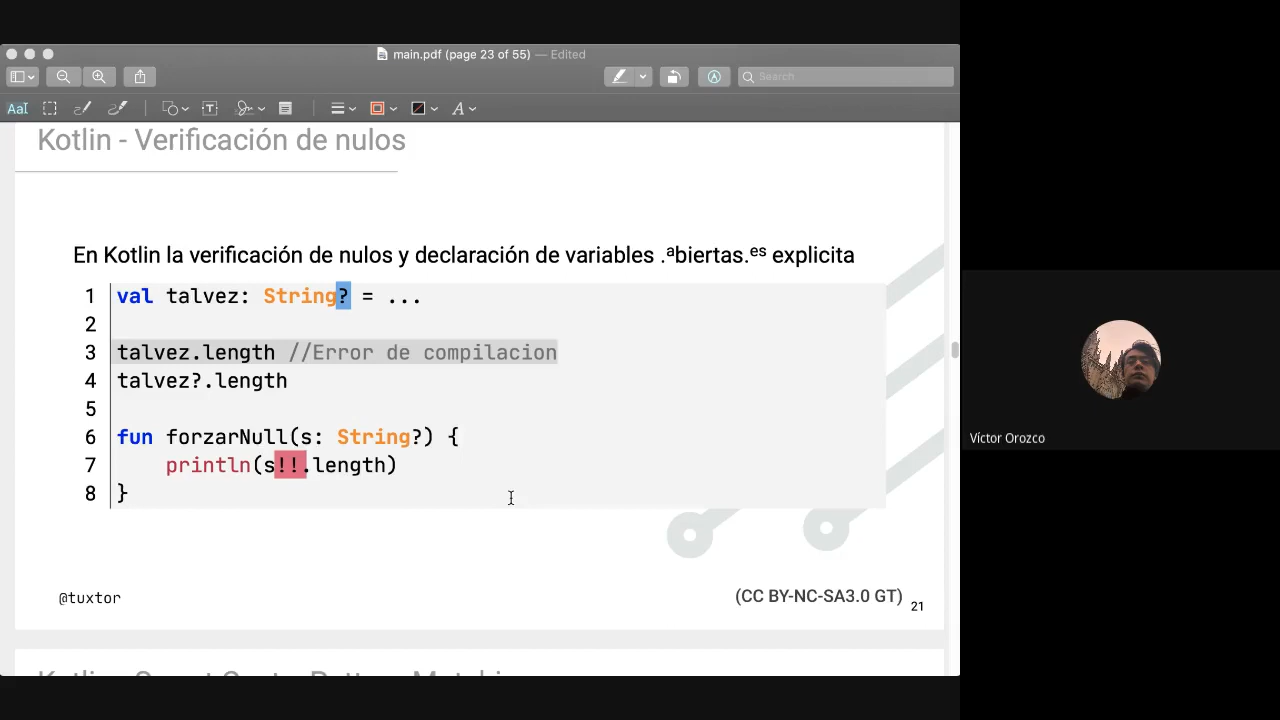 main.pdf (page 23 of 55) — Edited
Search
AaI
T
A
Kotlin - Verificación de nulos
En Kotlin la verificación de nulos y declaración de variables .abiertas.es explicita
1 val talvez: String? = ...
2
3 talvez.length //Error de compilacion
4 talvez?.length
5
6 fun forzarNull(s: String?) {
7 println(s!!.length)
8 }
@tuxtor
(CC BY-NC-SA3.0 GT) 21
Víctor Orozco